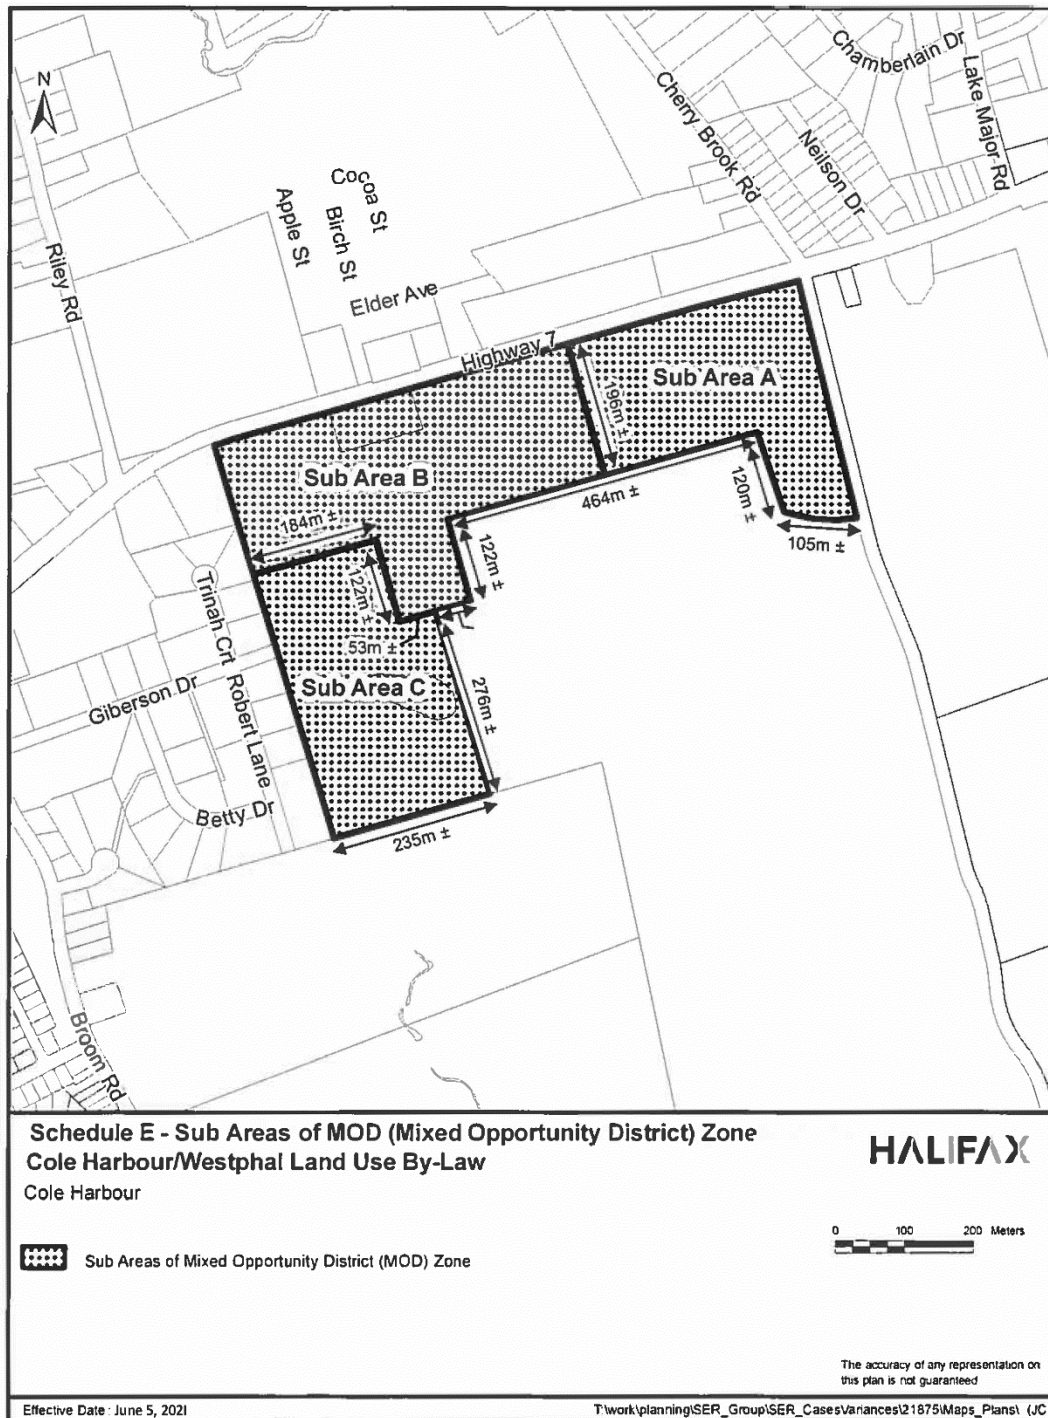 N
Chamberlain Dr
Lake Major Rd
Cherry Brook Rd
Neilson Dr
Cocoa St
Birch St
Apple St
Riley Rd
Elder Ave
Highway 7
Sub Area A
196m ±
Sub Area B
464m ±
120m ±
105m ±
184m ±
122m ±
122m ±
53m ±
Trinah Crt
Sub Area C
276m ±
Giberson Dr
Robert Lane
Betty Dr
235m ±
Broom Rd
Schedule E - Sub Areas of MOD (Mixed Opportunity District) Zone
Cole Harbour/Westphal Land Use By-Law
Cole Harbour
HALIFAX
0 100 200 Meters
Sub Areas of Mixed Opportunity District (MOD) Zone
The accuracy of any representation on
this plan is not guaranteed
Effective Date : June 5, 2021
T:\work\planning\SER_Group\SER_Cases\Variances\21875\Maps_Plans\ (JC